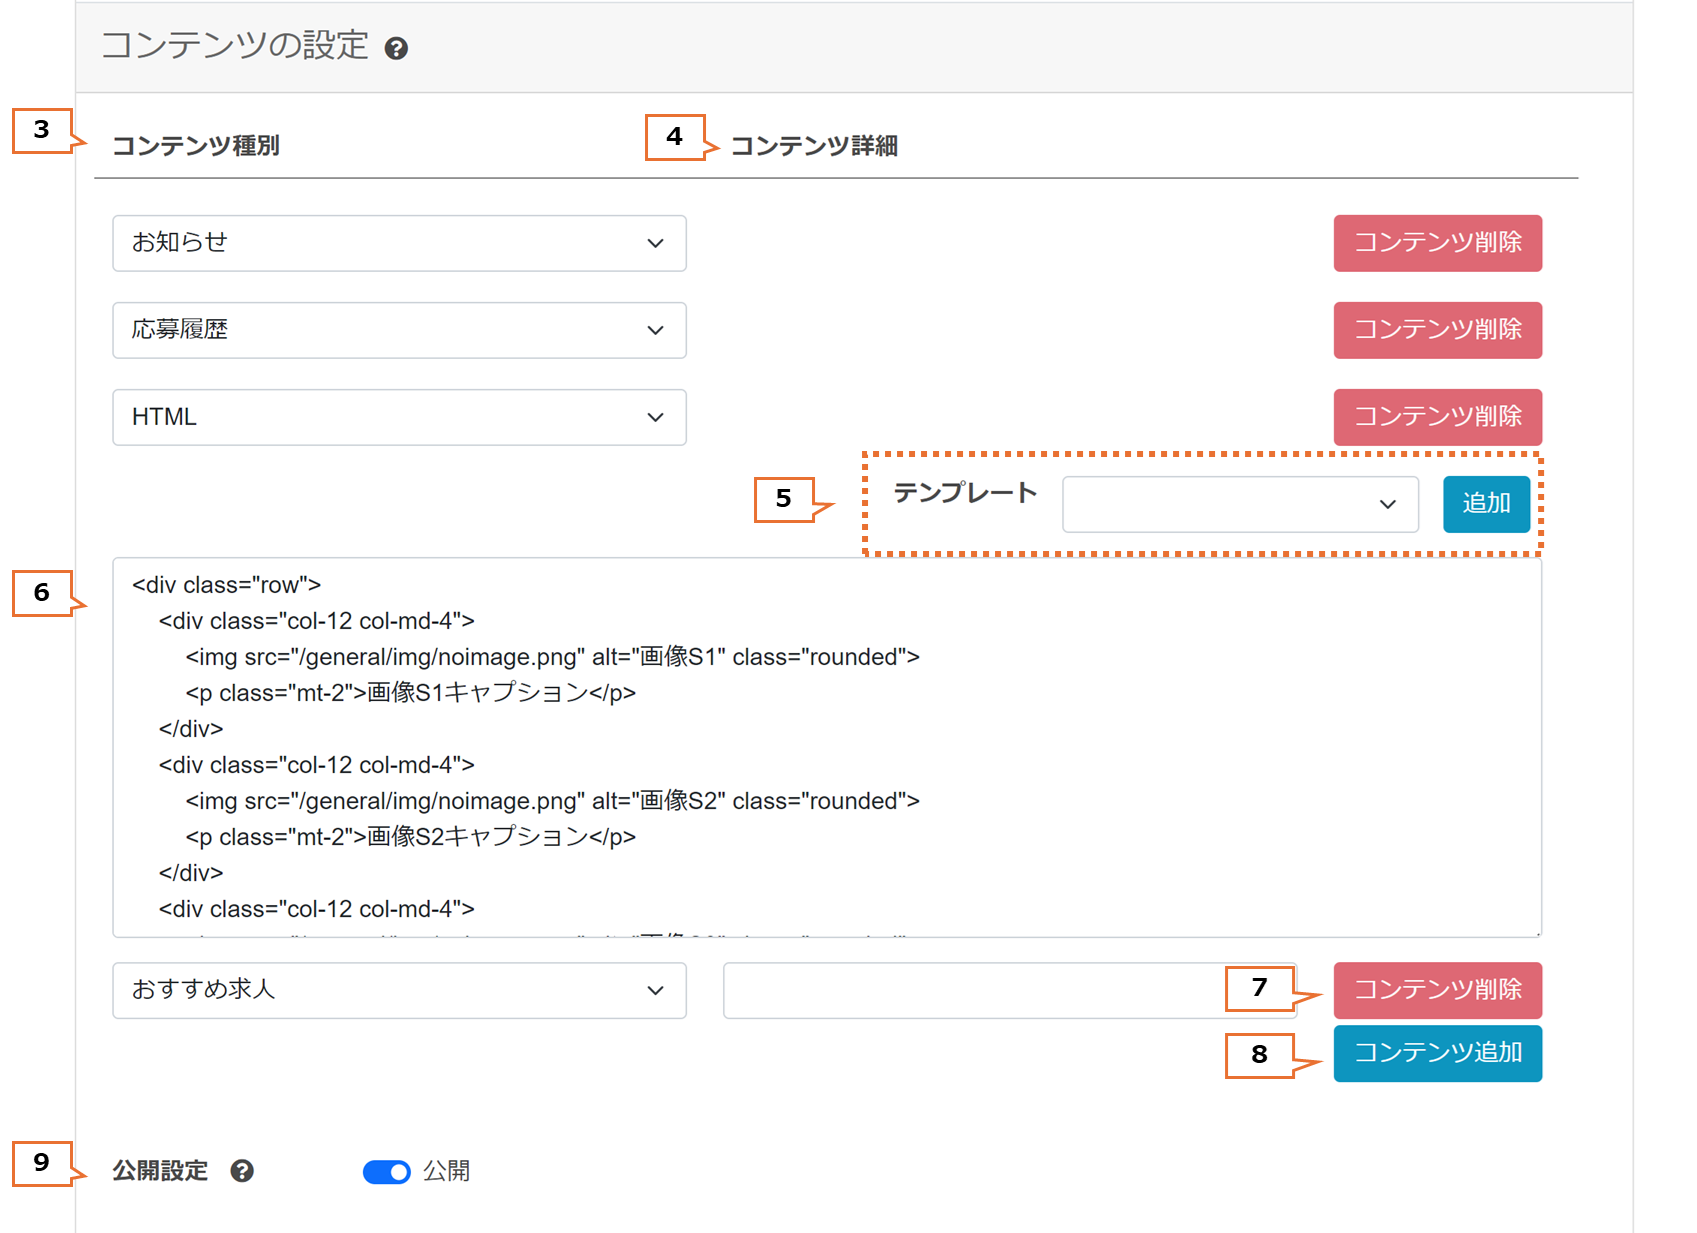 コンテンツの設定 ?
3 コンテンツ種別 4 コンテンツ詳細
お知らせ コンテンツ削除
応募履歴 コンテンツ削除
HTML コンテンツ削除
5 テンプレート 追加
6
<div class="row">
<div class="col-12 col-md-4">
<img src="/general/img/noimage.png" alt="画像S1" class="rounded">
<p class="mt-2">画像S1キャプション</p>
</div>
<div class="col-12 col-md-4">
<img src="/general/img/noimage.png" alt="画像S2" class="rounded">
<p class="mt-2">画像S2キャプション</p>
</div>
<div class="col-12 col-md-4">
おすすめ求人 7 コンテンツ削除
8 コンテンツ追加
9 公開設定 ? 公開